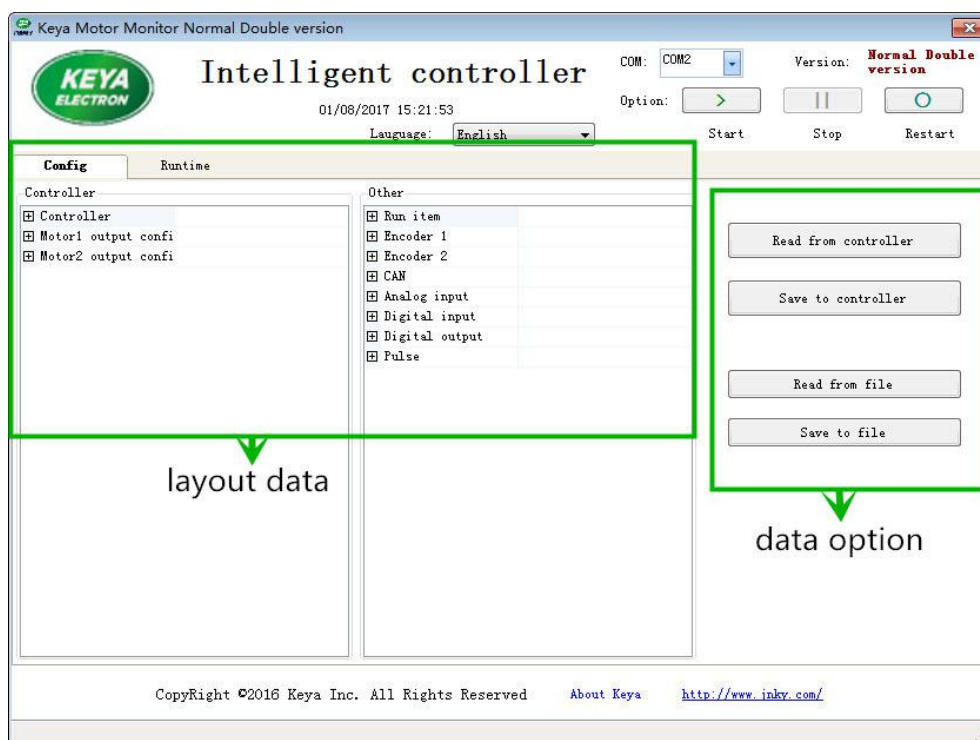 Keya Motor Monitor Normal Double version
KEYA
ELECTRON
Intelligent controller
01/08/2017 15:21:53
Lauguage: English
COM: COM2
Version: Normal Double
version
Option:
Start Stop Restart
Config Runtime
Controller
Controller
Motor1 output confi
Motor2 output confi
Other
Run item
Encoder 1
Encoder 2
CAN
Analog input
Digital input
Digital output
Pulse
Read from controller
Save to controller
Read from file
Save to file
layout data
data option
CopyRight ©2016 Keya Inc. All Rights Reserved About Keya http://www.inky.com/